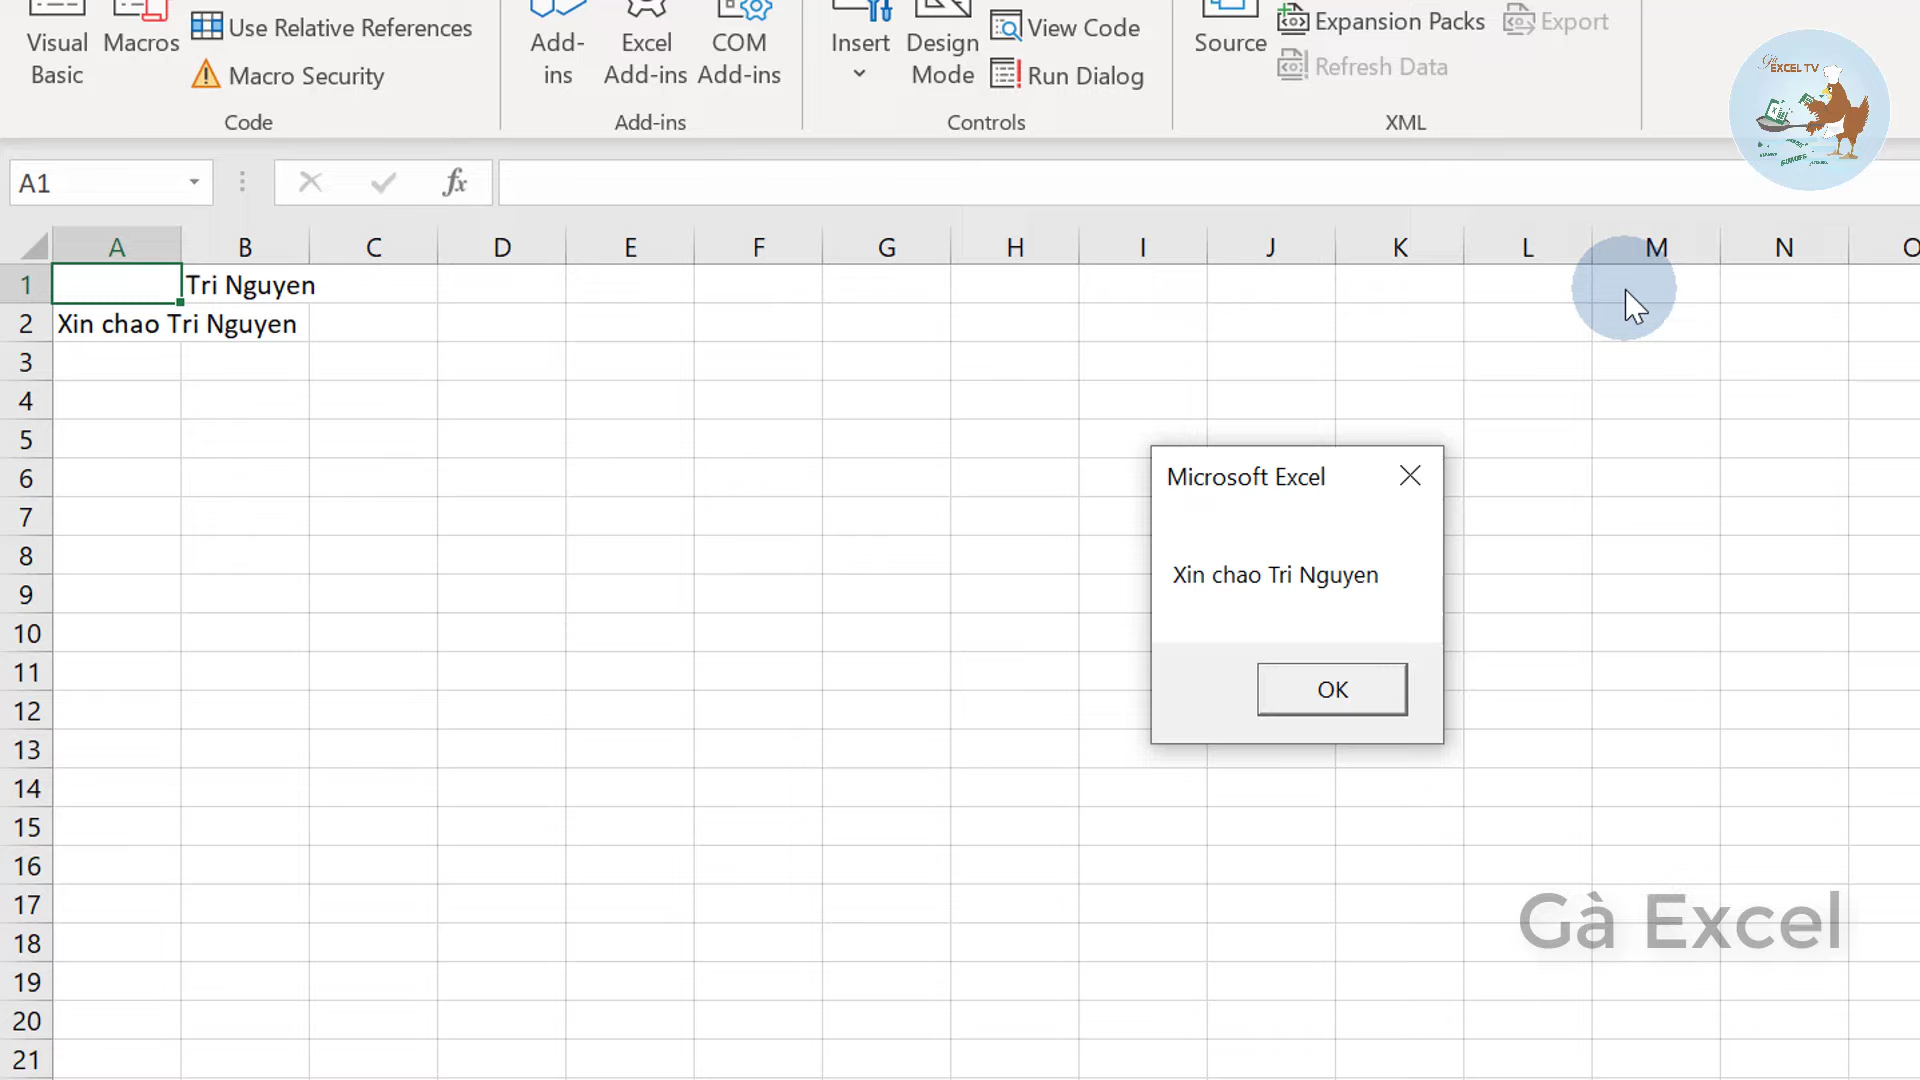 Use Relative References
Expansion Packs
Export
View Code
Visual
Basic
Macros
Add-
ins
Excel
Add-ins
COM
Add-ins
Insert
Design
Mode
Source
Macro Security
Run Dialog
Refresh Data
Code
Add-ins
Controls
XML
EXCEL TV
A1
fx
A B C D E F G H I J K L M N O
1 Tri Nguyen
2 Xin chao Tri Nguyen
3
4
5
6
7
8
9
10
11
12
13
14
15
16
17
18
19
20
21
Microsoft Excel
Xin chao Tri Nguyen
OK
Gà Excel